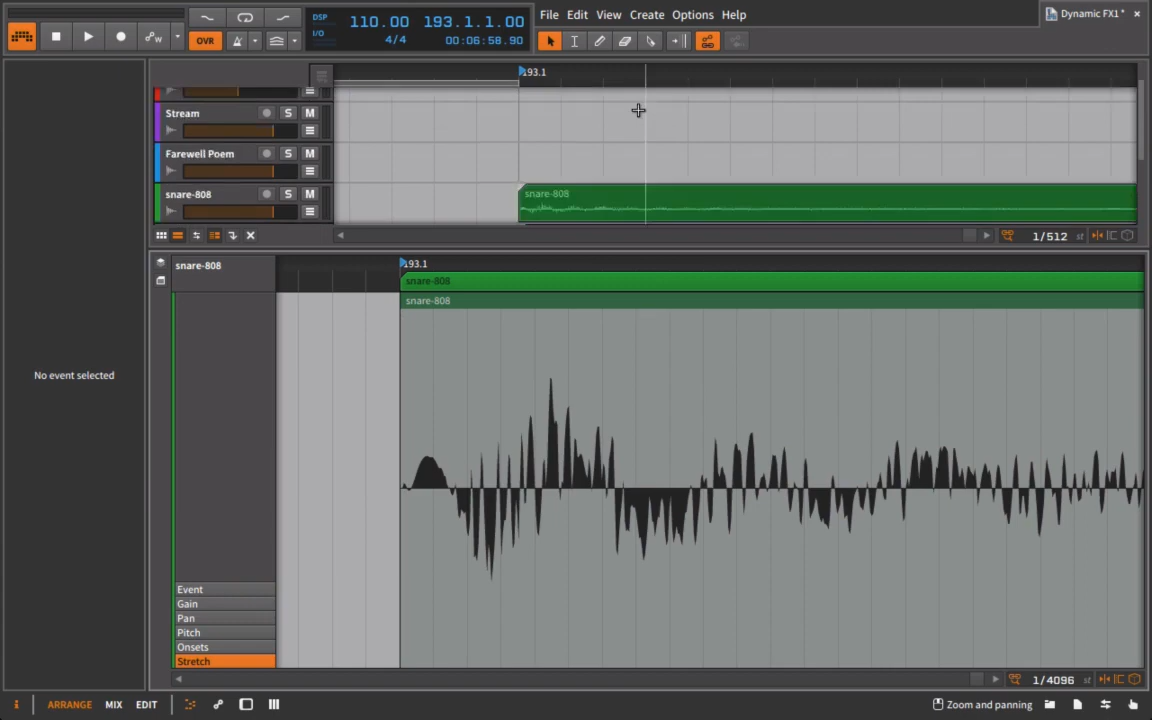 DSP
I/O
110.00 193.1.1.00
4/4 00:06:58.90
File Edit View Create Options Help
Dynamic FX1* ×
W
OVR
193.1
Stream S M
Farewell Poem S M
snare-808 S M
snare-808
1/512 st
snare-808
193.1
snare-808
snare-808
No event selected
Event
Gain
Pan
Pitch
Onsets
Stretch
1/4096 st
i ARRANGE MIX EDIT
Zoom and panning